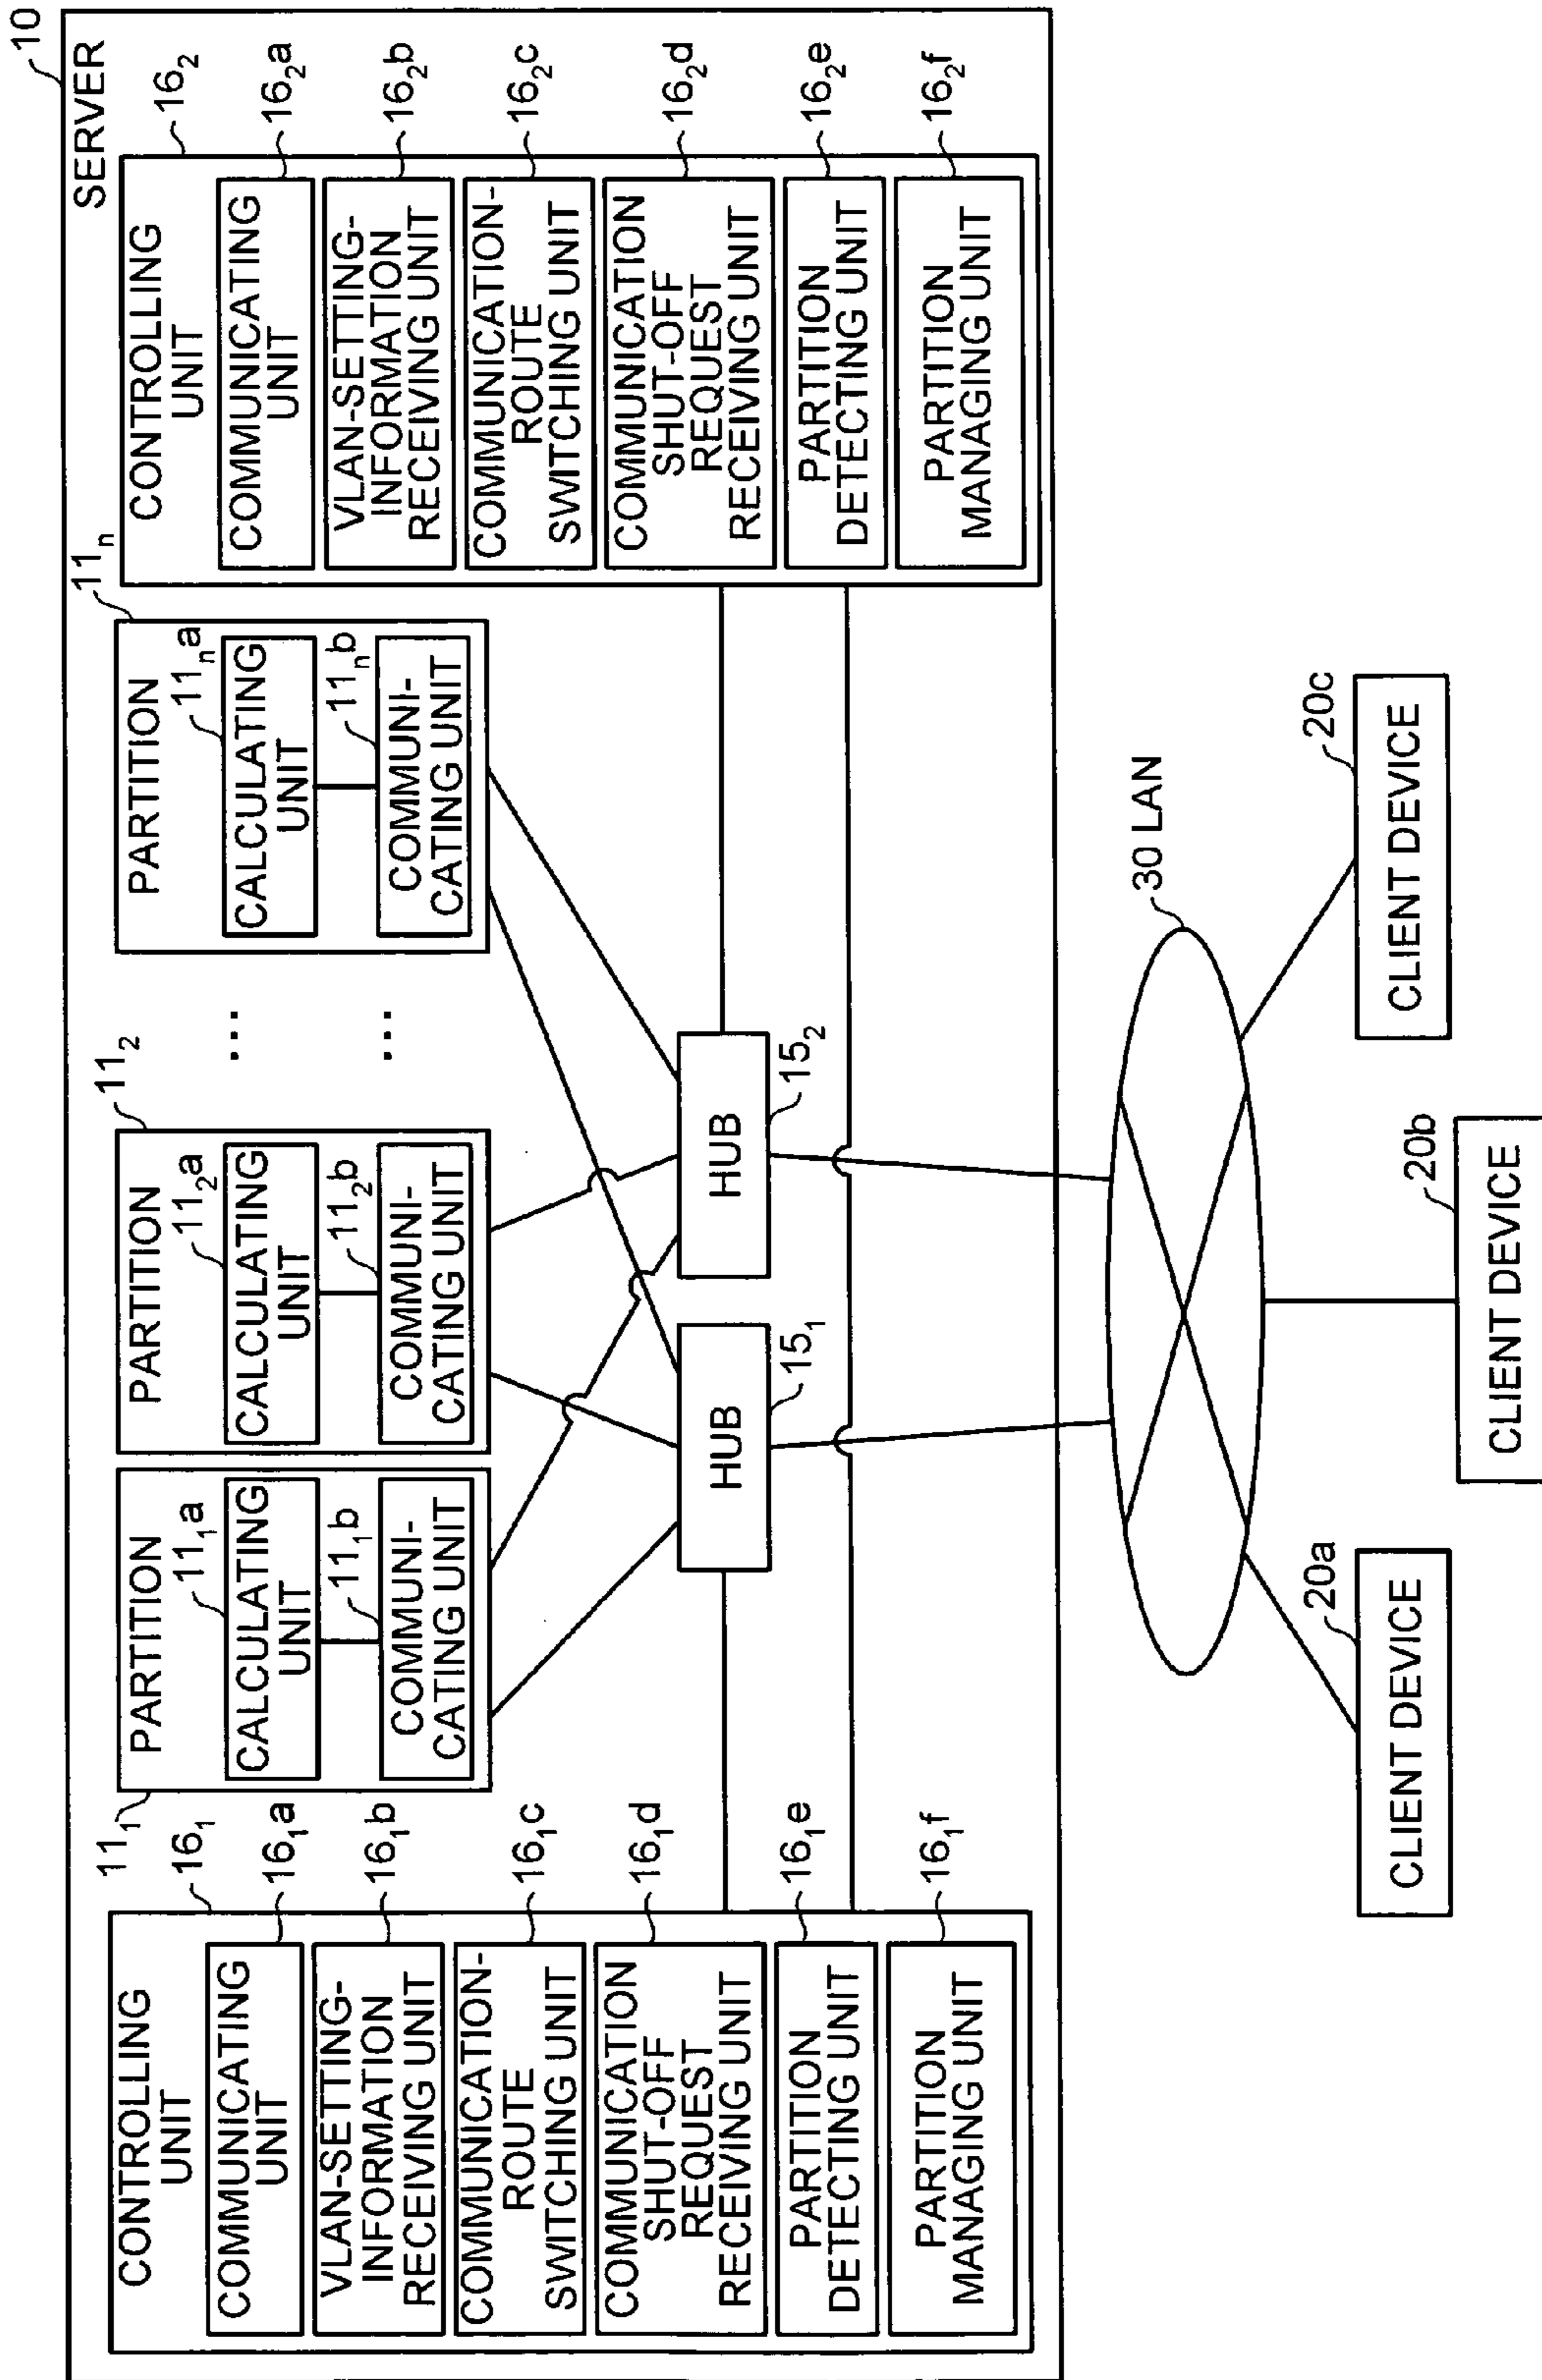 10
SERVER
CONTROLLING
UNIT
16₁
COMMUNICATING
UNIT
16₁a
VLAN-SETTING-
INFORMATION
RECEIVING UNIT
16₁b
COMMUNICATION-
ROUTE
SWITCHING UNIT
16₁c
COMMUNICATION
SHUT-OFF
REQUEST
RECEIVING UNIT
16₁d
PARTITION
DETECTING UNIT
16₁e
PARTITION
MANAGING UNIT
16₁f
11₁
PARTITION
11₁a
CALCULATING
UNIT
11₁b
COMMUNI-
CATING UNIT
11₂
PARTITION
11₂a
CALCULATING
UNIT
11₂b
COMMUNI-
CATING UNIT
...
...
11ₙ
PARTITION
11ₙa
CALCULATING
UNIT
11ₙb
COMMUNI-
CATING UNIT
CONTROLLING
UNIT
16₂
COMMUNICATING
UNIT
16₂a
VLAN-SETTING-
INFORMATION
RECEIVING UNIT
16₂b
COMMUNICATION-
ROUTE
SWITCHING UNIT
16₂c
COMMUNICATION
SHUT-OFF
REQUEST
RECEIVING UNIT
16₂d
PARTITION
DETECTING UNIT
16₂e
PARTITION
MANAGING UNIT
16₂f
HUB
15₁
HUB
15₂
30 LAN
20a
CLIENT DEVICE
20b
CLIENT DEVICE
20c
CLIENT DEVICE